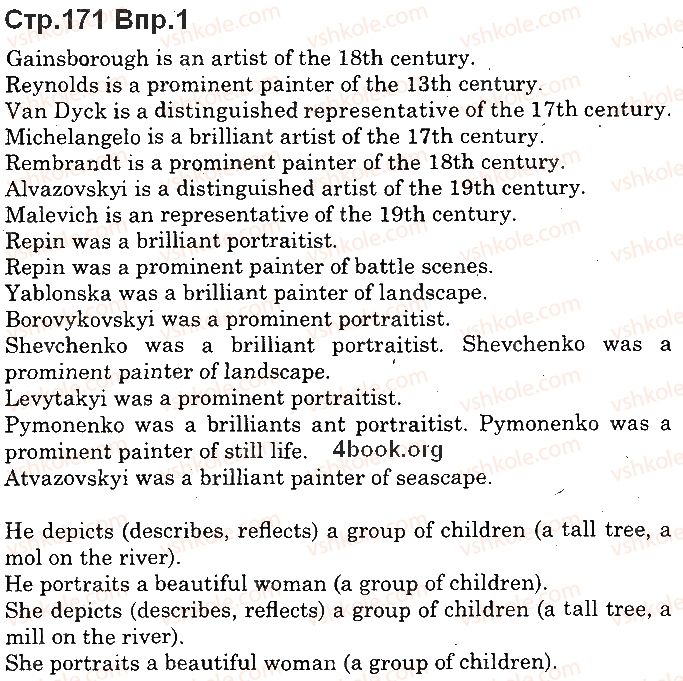 Стр.171 Впр.1
Gainsborough is an artist of the 18th century.
Reynolds is a prominent painter of the 13th century.
Van Dyck is a distinguished representative of the 17th century.
Michelangelo is a brilliant artist of the 17th century.
Rembrandt is a prominent painter of the 18th century.
Alvazovskyi is a distinguished artist of the 19th century.
Malevich is an representative of the 19th century.
Repin was a brilliant portraitist.
Repin was a prominent painter of battle scenes.
Yablonska was a brilliant painter of landscape.
Borovykovskyi was a prominent portraitist.
Shevchenko was a brilliant portraitist. Shevchenko was a
prominent painter of landscape.
Levytakyi was a prominent portraitist.
Pymonenko was a brilliants ant portraitist. Pymonenko was a
prominent painter of still life. 4book.org
Atvazovskyi was a brilliant painter of seascape.
He depicts (describes, reflects) a group of children (a tall tree, a
mol on the river).
He portraits a beautiful woman (a group of children).
She depicts (describes, reflects) a group of children (a tall tree, a
mill on the river).
She portraits a beautiful woman (a group of children).